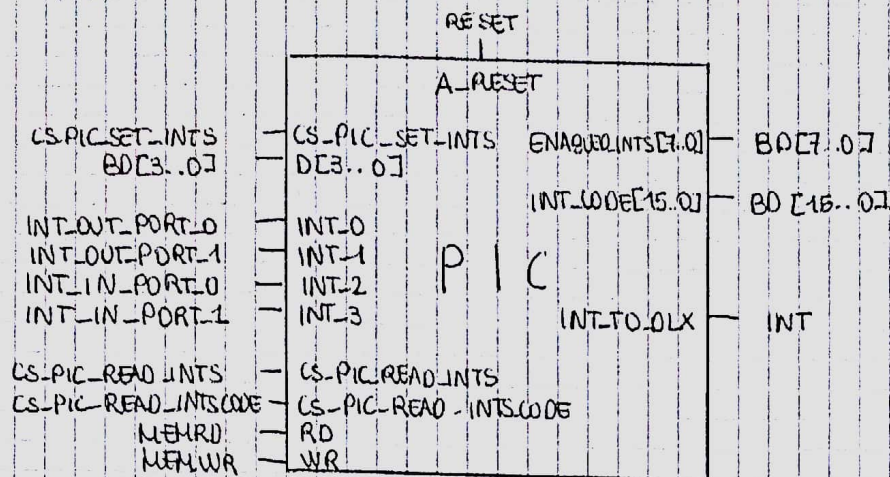 RESET
A_RESET
CS_PIC_SET_INTS CS_PIC_SET_INTS ENABLED_INTS[7..0] BD[7..0]
BD[3..0] D[3..0]
INT_CODE[15..0] BD[15..0]
INT_OUT_PORT_0 INT_0
INT_OUT_PORT_1 INT_1
INT_IN_PORT_0 INT_2
INT_IN_PORT_1 INT_3
PIC
INT_TO_DLX INT
CS_PIC_READ_INTS CS_PIC_READ_INTS
CS_PIC_READ_INTSCODE CS_PIC_READ_INTSCODE
MEMRD RD
MEMWR WR